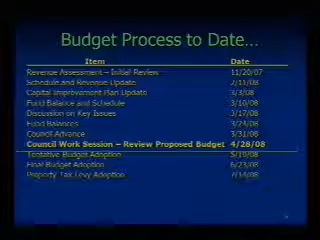 Budget Process to Date...
Item Date
Revenue Assessment – Initial Review 11/20/07
Schedule and Revenue Update 2/11/08
Capital Improvement Plan Update 3/3/08
Fund Balance and Schedule 3/10/08
Discussion on Key Issues 3/17/08
Fund Balances 3/24/08
Council Advance 3/31/08
Council Work Session – Review Proposed Budget 4/28/08
Tentative Budget Adoption 5/19/08
Final Budget Adoption 6/23/08
Property Tax Levy Adoption 7/14/08